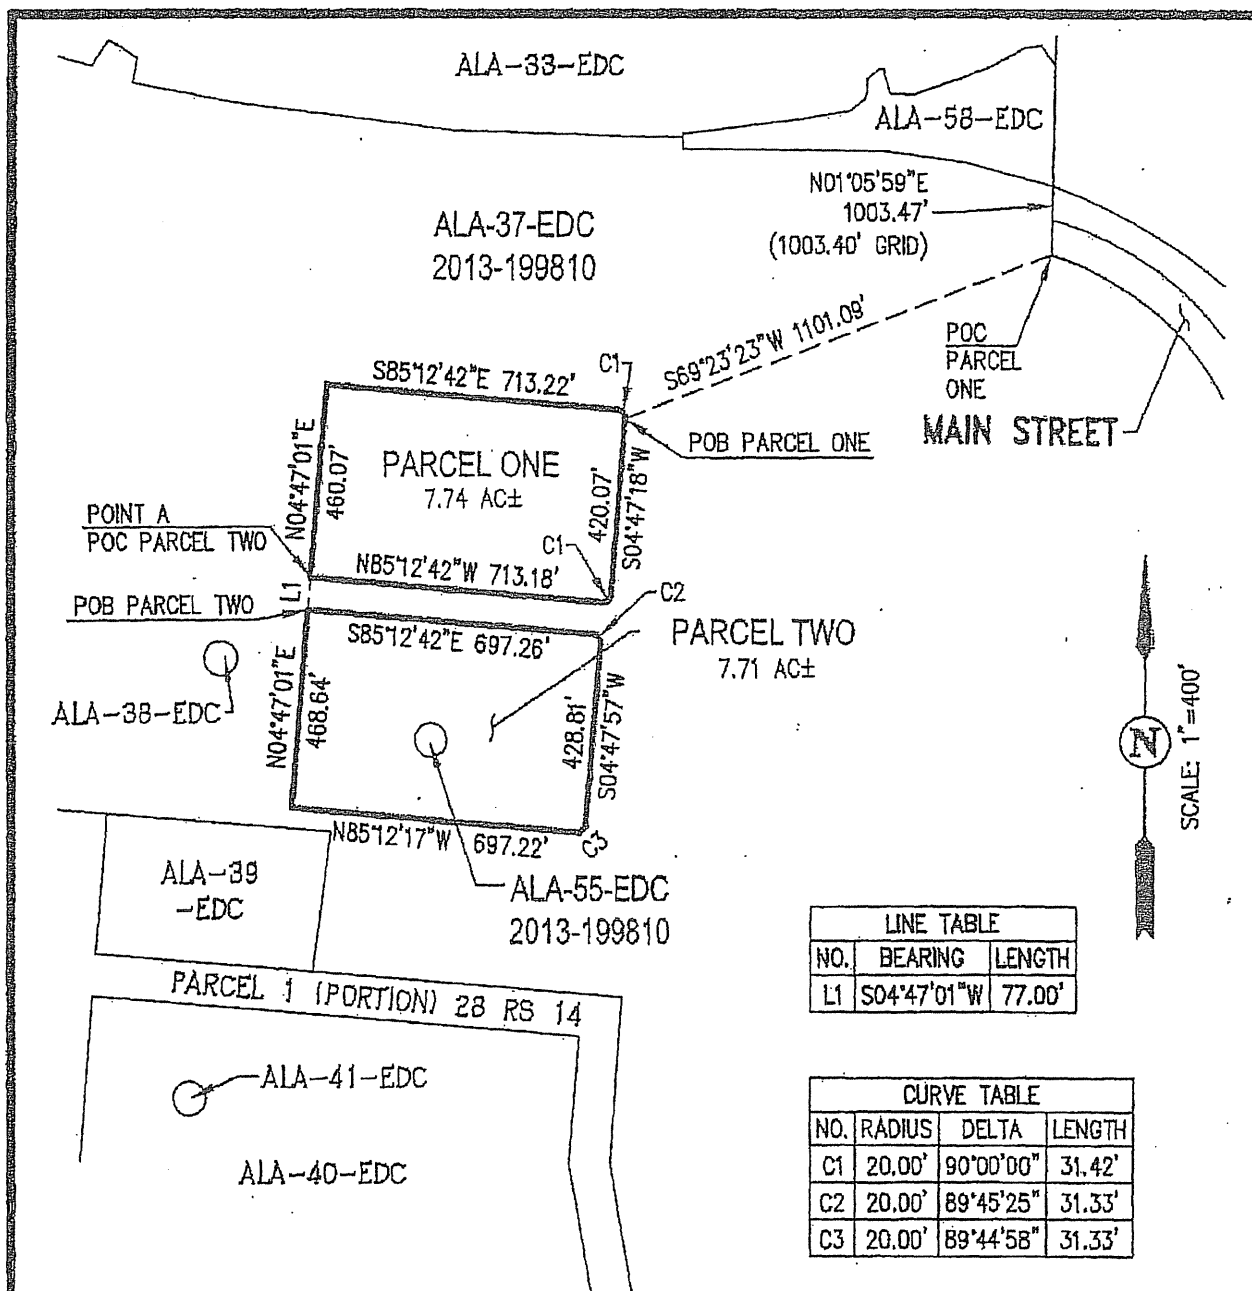 ALA-33-EDC
ALA-58-EDC
N01°05'59"E
1003.47'
(1003.40' GRID)
ALA-37-EDC
2013-199810
S69°23'23"W 1101.09'
POC
PARCEL
ONE
MAIN STREET
C1
S85°12'42"E 713.22'
POB PARCEL ONE
N04°47'01"E
460.07'
PARCEL ONE
7.74 AC±
420.07'
S04°47'18"W
POINT A
POC PARCEL TWO
C1
N85°12'42"W 713.18'
L1
POB PARCEL TWO
C2
S85°12'42"E 697.26'
PARCEL TWO
7.71 AC±
N04°47'01"E
468.64'
428.81'
S04°47'57"W
ALA-38-EDC
N85°12'17"W 697.22'
C3
ALA-39
-EDC
ALA-55-EDC
2013-199810
N
SCALE: 1"=400'
PARCEL 1 (PORTION) 28 RS 14
ALA-41-EDC
ALA-40-EDC
LINE TABLE
NO. BEARING LENGTH
L1 S04°47'01"W 77.00'
CURVE TABLE
NO. RADIUS DELTA LENGTH
C1 20.00' 90°00'00" 31.42'
C2 20.00' 89°45'25" 31.33'
C3 20.00' 89°44'58" 31.33'